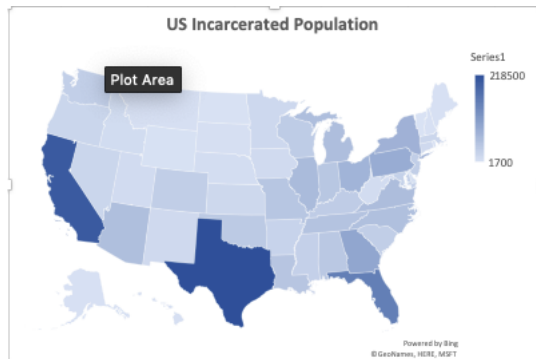 US Incarcerated Population
Plot Area
Series1
218500
1700
Powered by Bing
© GeoNames, HERE, MSFT